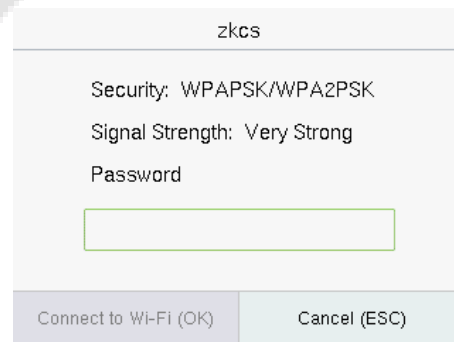 zkcs
Security: WPAPSK/WPA2PSK
Signal Strength: Very Strong
Password
Connect to Wi-Fi (OK)
Cancel (ESC)